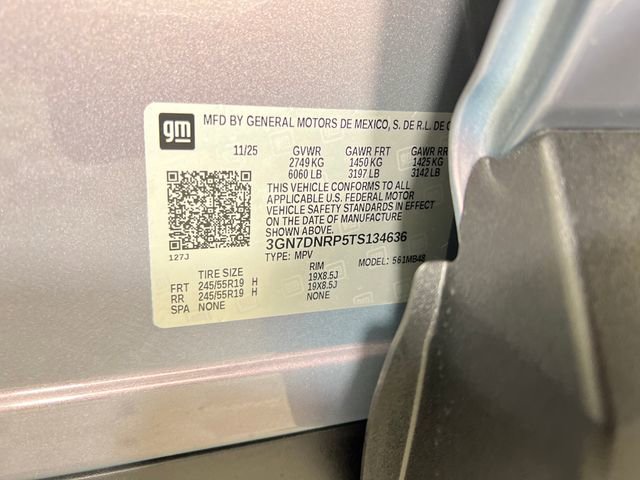 gm
MFD BY GENERAL MOTORS DE MEXICO, S. DE R.L. DE
11/25 GVWR GAWR FRT GAWR RR
2749 KG 1450 KG 1425 KG
6060 LB 3197 LB 3142 LB
THIS VEHICLE CONFORMS TO ALL
APPLICABLE U.S. FEDERAL MOTOR
VEHICLE SAFETY STANDARDS IN EFFECT
ON THE DATE OF MANUFACTURE
SHOWN ABOVE.
3GN7DNRP5TS134636
127J
TYPE: MPV MODEL: 561MB48
TIRE SIZE RIM
FRT 245/55R19 H 19X8.5J
RR 245/55R19 H 19X8.5J
SPA NONE NONE